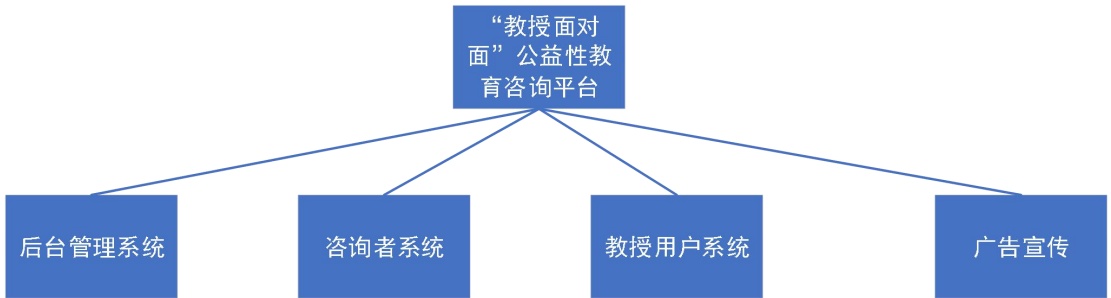 “教授面对
面”公益性教
育咨询平台
后台管理系统
咨询者系统
教授用户系统
广告宣传